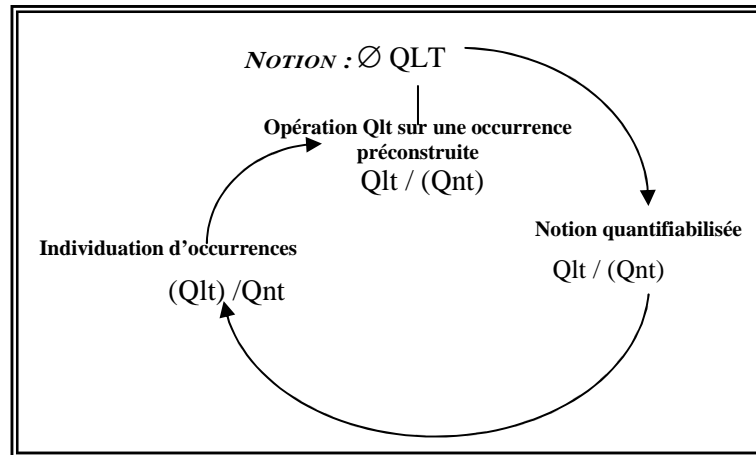 NOTION : ∅ QLT
Opération Qlt sur une occurrence
préconstruite
Qlt / (Qnt)
Notion quantifiabilisée
Qlt / (Qnt)
Individuation d’occurrences
(Qlt) /Qnt